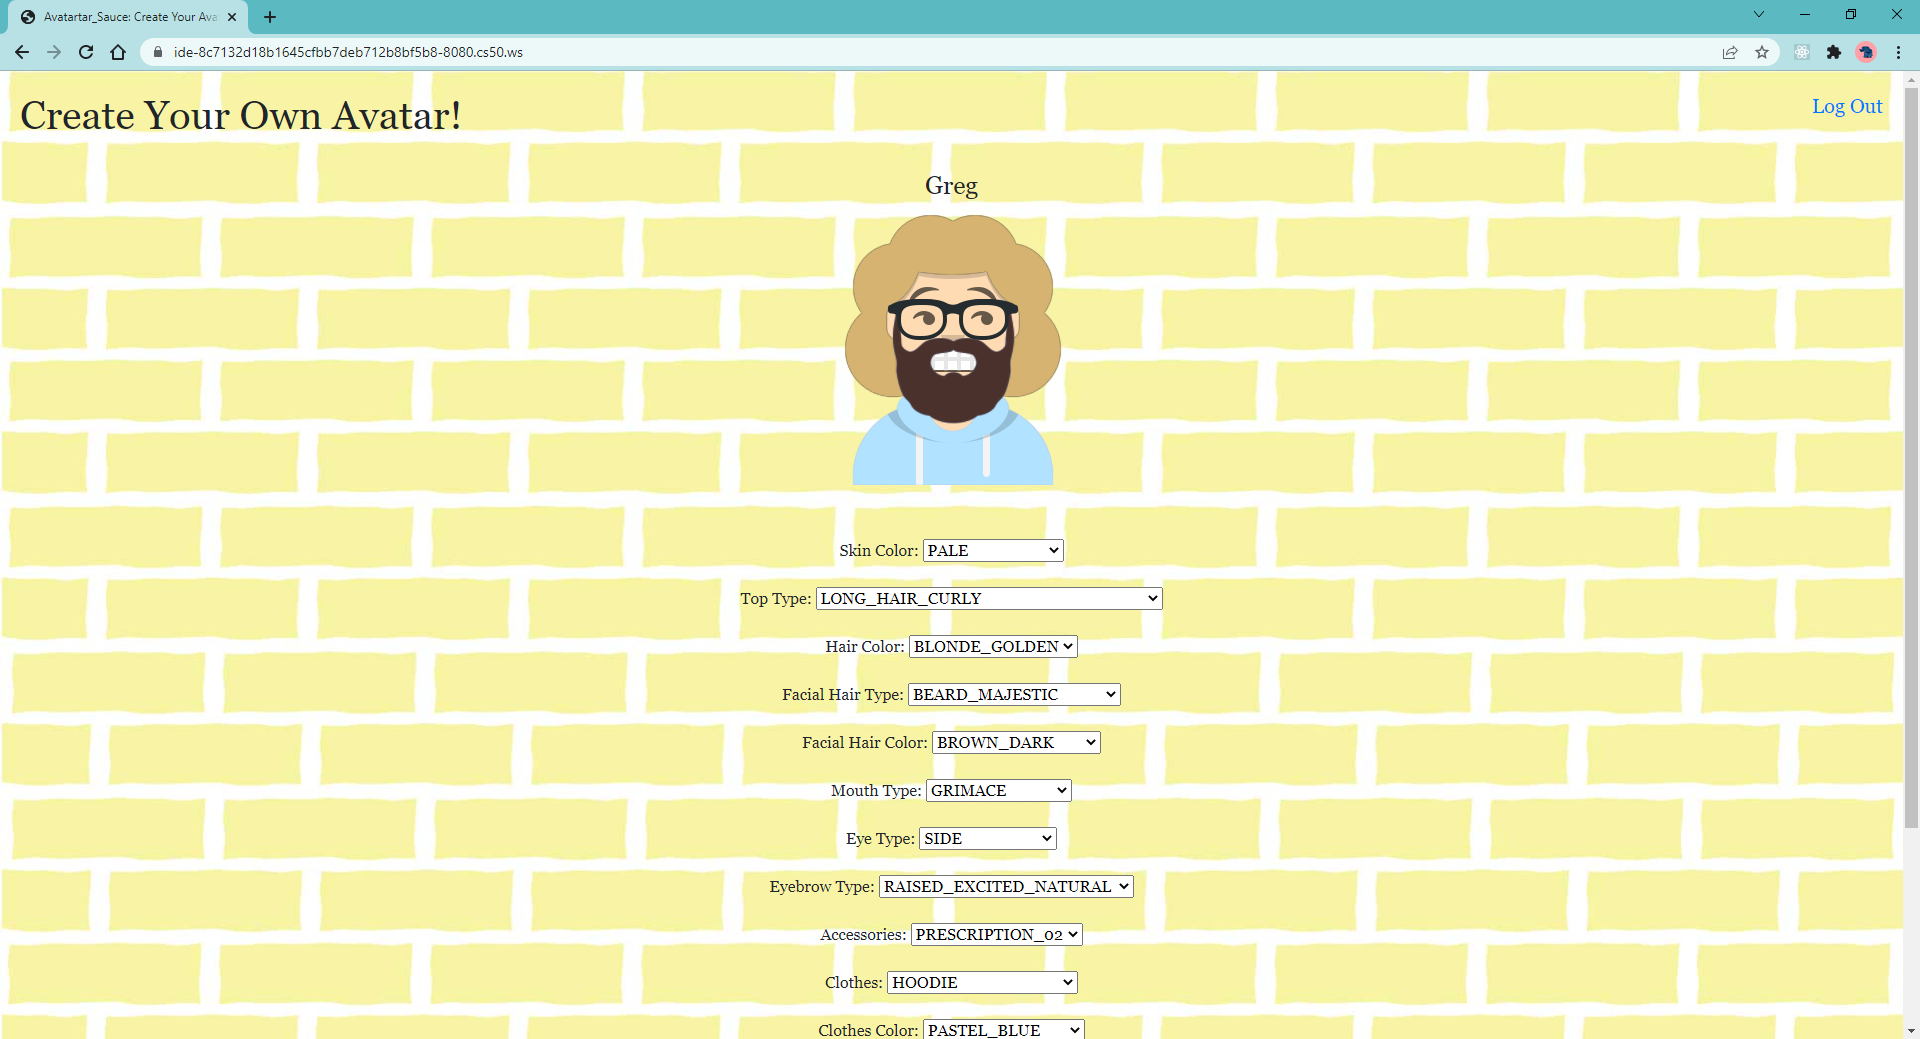 Avatartar_Sauce: Create Your Ava
ide-8c7132d18b1645cfbb7deb712b8bf5b8-8080.cs50.ws
Create Your Own Avatar!
Log Out
Greg
Skin Color: PALE
Top Type: LONG_HAIR_CURLY
Hair Color: BLONDE_GOLDEN
Facial Hair Type: BEARD_MAJESTIC
Facial Hair Color: BROWN_DARK
Mouth Type: GRIMACE
Eye Type: SIDE
Eyebrow Type: RAISED_EXCITED_NATURAL
Accessories: PRESCRIPTION_02
Clothes: HOODIE
Clothes Color: PASTEL_BLUE